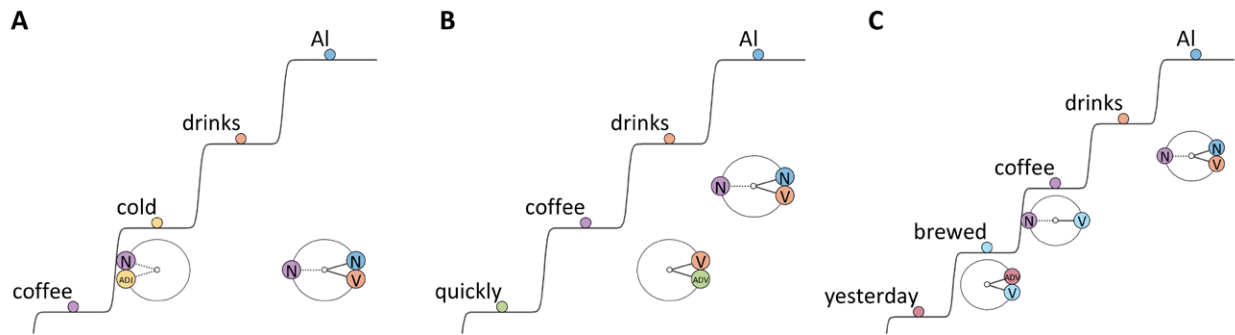 A
Al
drinks
cold
N
ADJ
N
N
V
coffee
B
Al
drinks
N
N
V
coffee
V
ADV
quickly
C
Al
drinks
N
N
V
coffee
N
V
brewed
ADV
V
yesterday